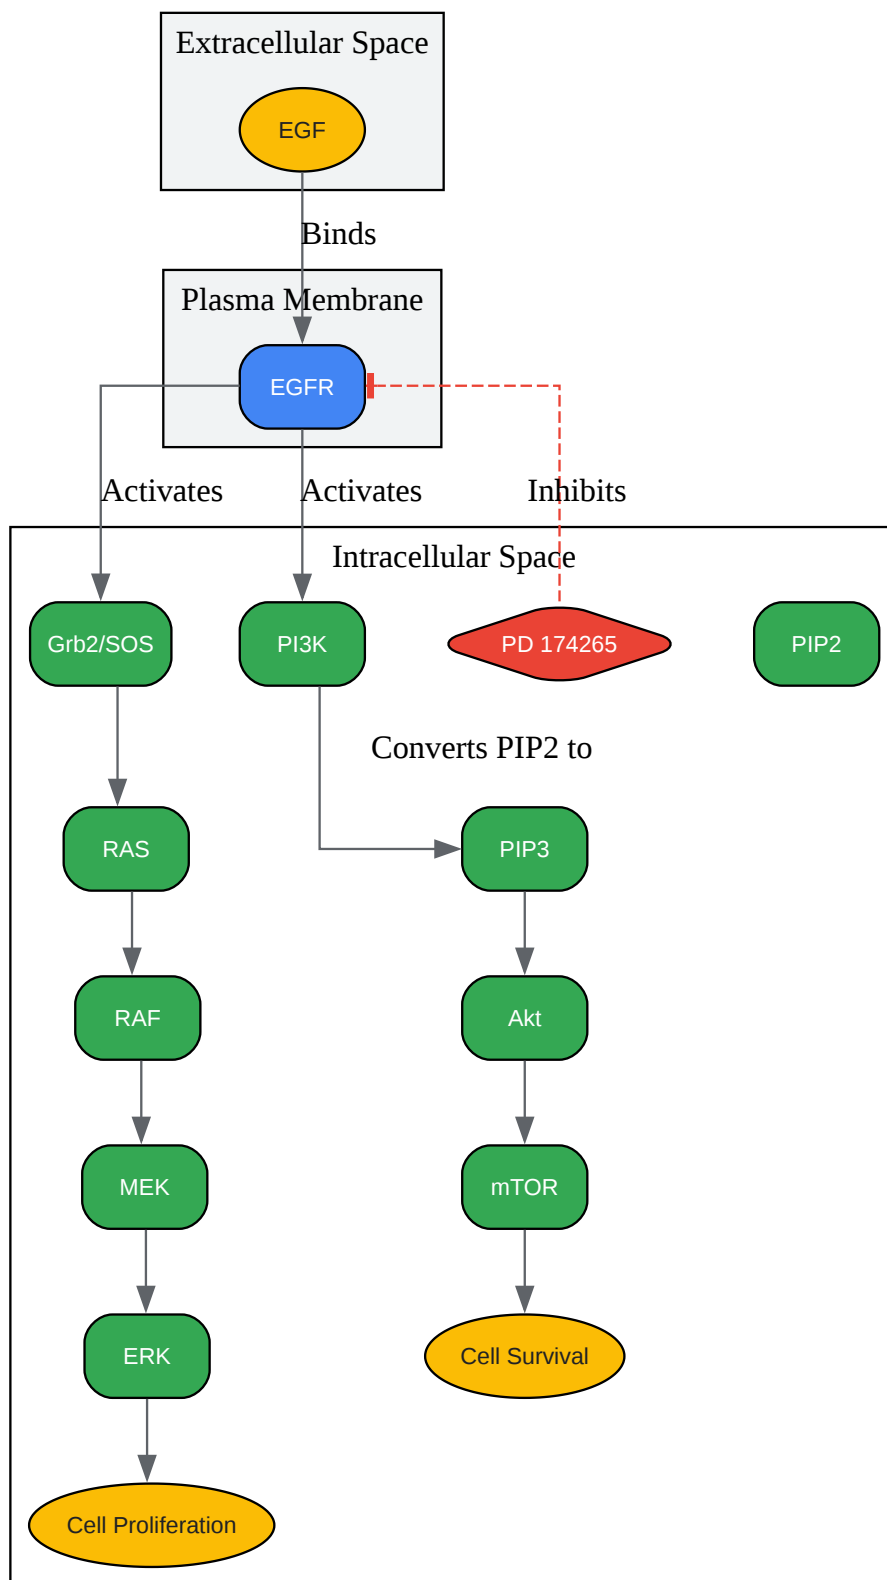 Extracellular Space
EGF
Binds
Plasma Membrane
EGFR
Activates
Activates
Inhibits
Intracellular Space
Grb2/SOS
PI3K
PD 174265
PIP2
Converts PIP2 to
RAS
PIP3
RAF
Akt
MEK
mTOR
ERK
Cell Survival
Cell Proliferation